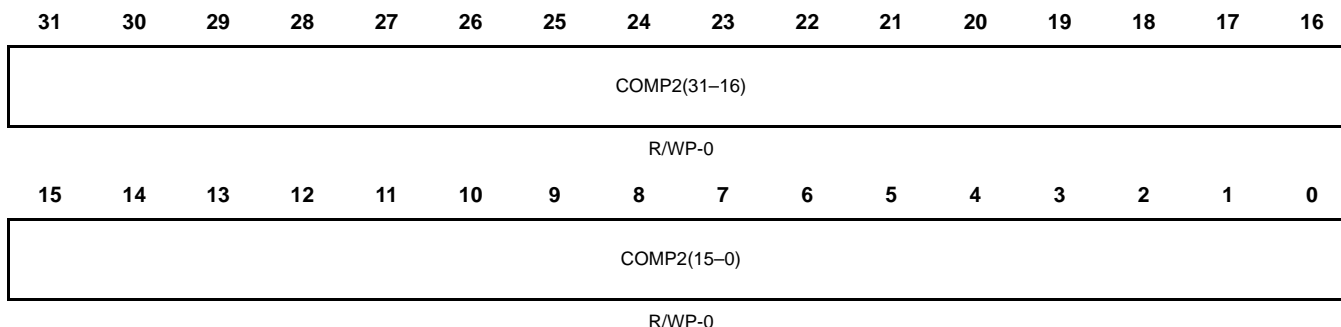 31 30 29 28 27 26 25 24 23 22 21 20 19 18 17 16
COMP2(31–16)
R/WP-0
15 14 13 12 11 10 9 8 7 6 5 4 3 2 1 0
COMP2(15–0)
R/WP-0